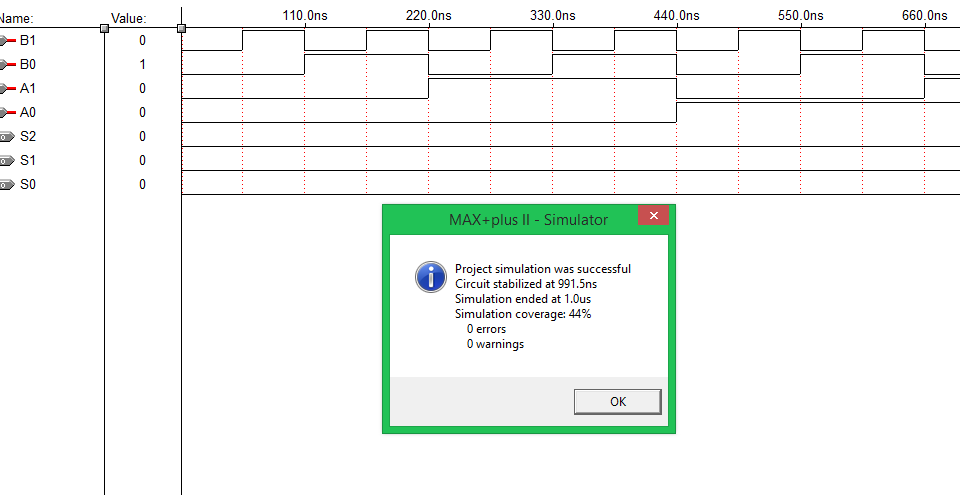 Name: Value: 110.0ns 220.0ns 330.0ns 440.0ns 550.0ns 660.0ns
B1 0
B0 1
A1 0
A0 0
S2 0
S1 0
S0 0
MAX+plus II - Simulator
Project simulation was successful
Circuit stabilized at 991.5ns
Simulation ended at 1.0us
Simulation coverage: 44%
0 errors
0 warnings
OK